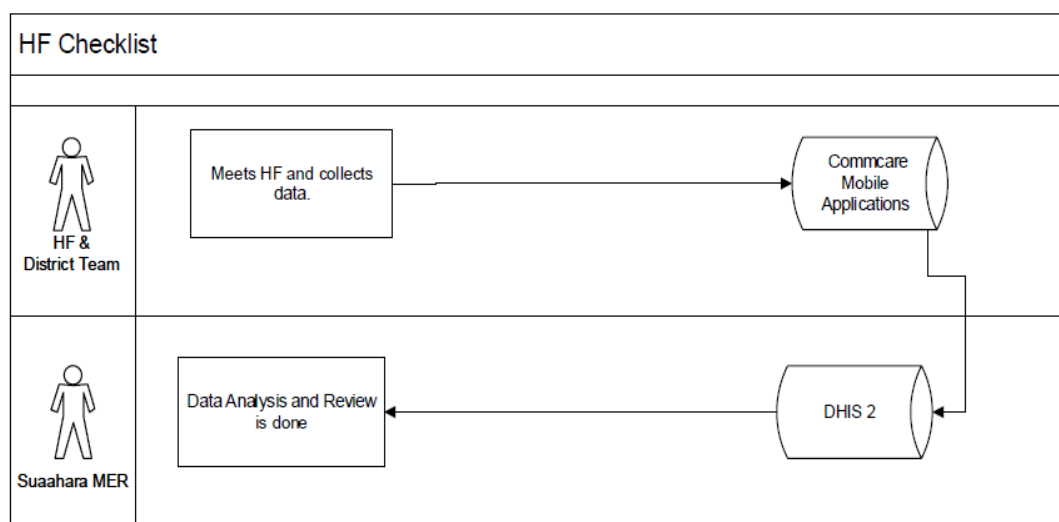 HF Checklist
Meets HF and collects
data.
Commcare
Mobile
Applications
HF &
District Team
Data Analysis and Review
is done
DHIS 2
Suaahara MER